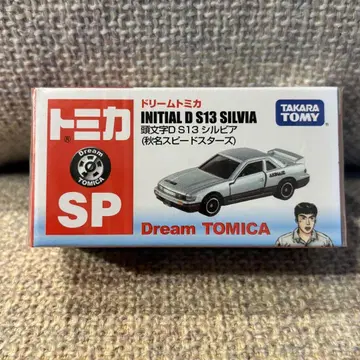 トミカ
®
Dream
TOMICA
SP
ドリームトミカ
INITIAL D S13 SILVIA
頭文字D S13 シルビア
(秋名スピードスターズ)
TAKARA
TOMY
Dream TOMICA